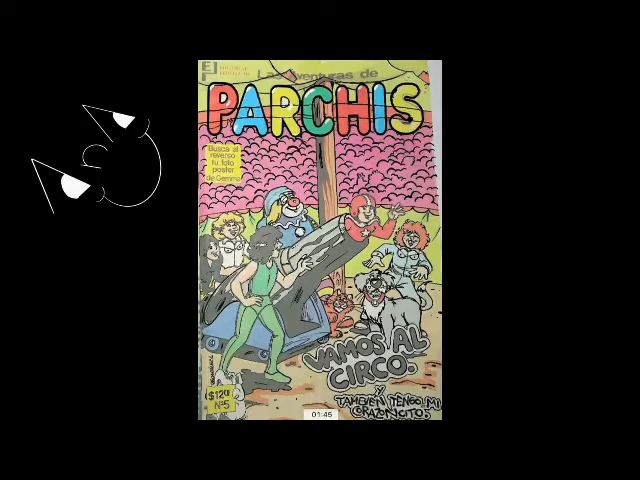 Las Aventuras de
PARCHIS
Busca al
reverso
tu foto
poster
de Gemma
VAMOS AL
CIRCO.
Y
TAMBIEN TENGO MI
CORAZONCITO.
$120
Nº5
01:45